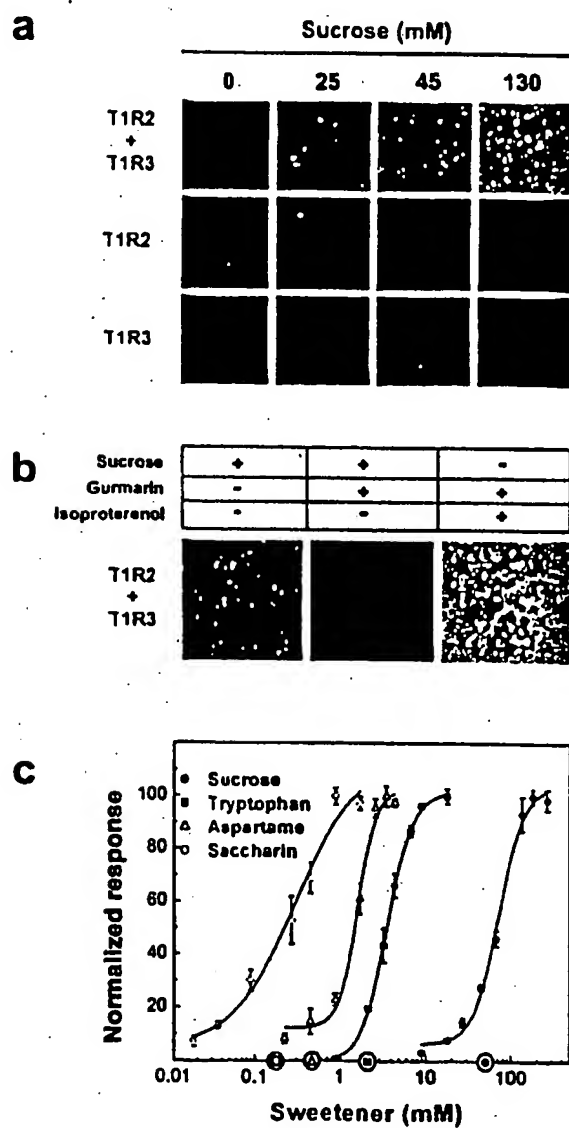 a
Sucrose (mM)
0 25 45 130
T1R2
+
T1R3
T1R2
T1R3
b
Sucrose + + -
Gurmarin - + +
Isoproterenol - - +
T1R2
+
T1R3
c
Sucrose
Tryptophan
Aspartame
Saccharin
Normalized response
100
80
60
40
20
0.01 0.1 1 10 100
Sweetener (mM)